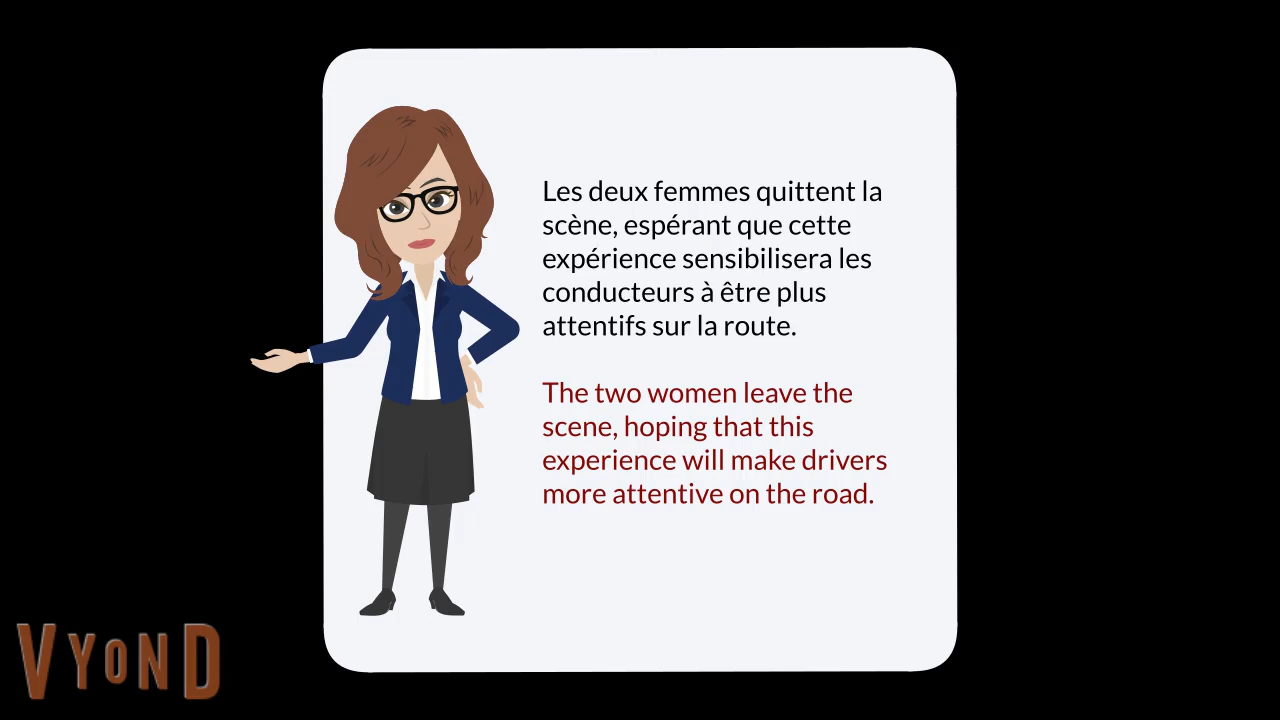 Les deux femmes quittent la
scène, espérant que cette
expérience sensibilisera les
conducteurs à être plus
attentifs sur la route.
The two women leave the
scene, hoping that this
experience will make drivers
more attentive on the road.
VYOND